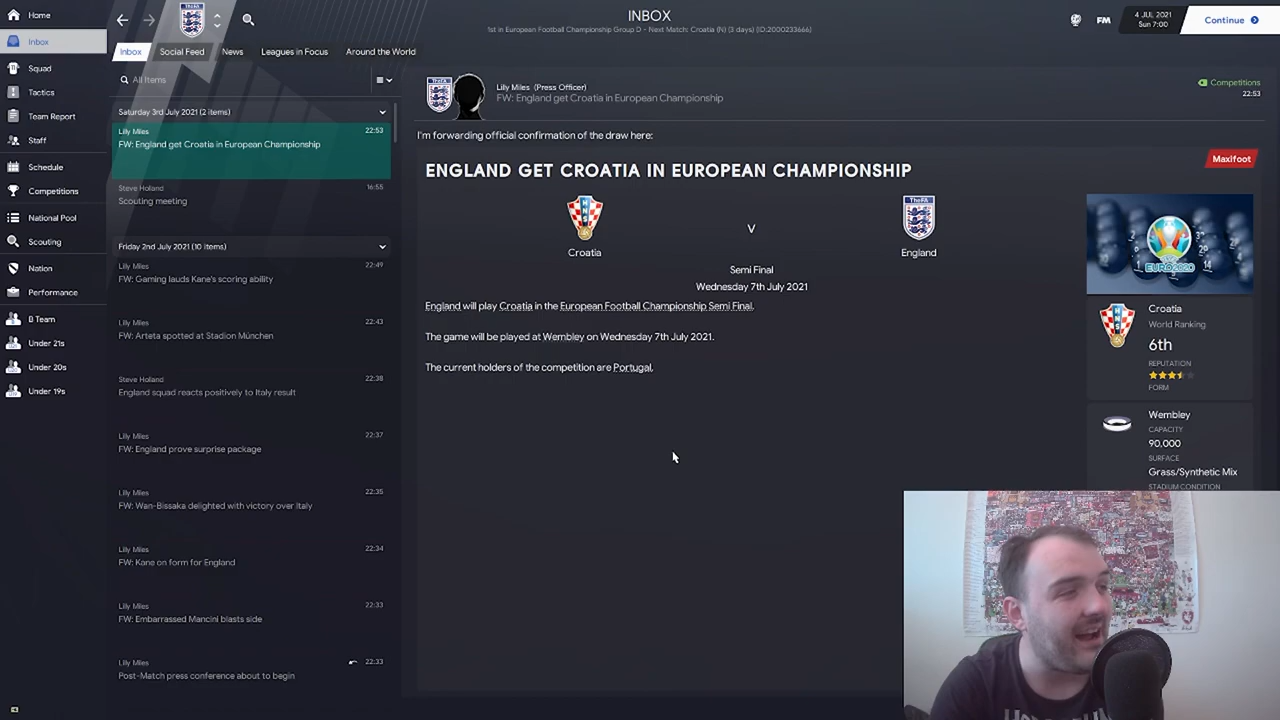 Home
Inbox
Squad
Tactics
Team Report
Staff
Schedule
Competitions
National Pool
Scouting
Nation
Performance
B Team
Under 21s
Under 20s
Under 19s
TheFA
INBOX
1st in European Football Championship Group D - Next Match: Croatia (N) (3 days) (ID:2000233666)
FM
4 JUL 2021
Sun 7:00
Continue
Inbox
Social Feed
News
Leagues in Focus
Around the World
All Items
Saturday 3rd July 2021 (2 items)
Lilly Miles
22:53
FW: England get Croatia in European Championship
Steve Holland
16:55
Scouting meeting
Friday 2nd July 2021 (10 items)
Lilly Miles
22:49
FW: Gaming lauds Kane's scoring ability
Lilly Miles
22:43
FW: Arteta spotted at Stadion München
Steve Holland
22:38
England squad reacts positively to Italy result
Lilly Miles
22:37
FW: England prove surprise package
Lilly Miles
22:35
FW: Wan-Bissaka delighted with victory over Italy
Lilly Miles
22:34
FW: Kane on form for England
Lilly Miles
22:33
FW: Embarrassed Mancini blasts side
Lilly Miles
22:33
Post-Match press conference about to begin
TheFA
Lilly Miles (Press Officer)
FW: England get Croatia in European Championship
Competitions
22:53
I'm forwarding official confirmation of the draw here:
ENGLAND GET CROATIA IN EUROPEAN CHAMPIONSHIP
Maxifoot
TheFA
V
Croatia
England
Semi Final
Wednesday 7th July 2021
England will play Croatia in the European Football Championship Semi Final.
The game will be played at Wembley on Wednesday 7th July 2021.
The current holders of the competition are Portugal.
EURO2020
Croatia
World Ranking
6th
REPUTATION
FORM
Wembley
CAPACITY
90,000
SURFACE
Grass/Synthetic Mix
STADIUM CONDITION